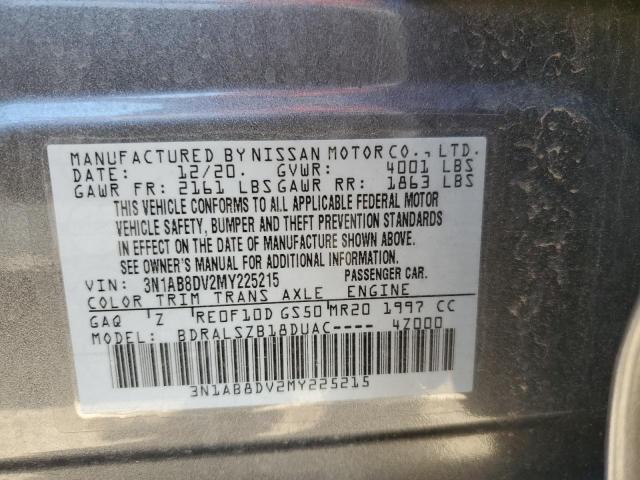 MANUFACTURED BY NISSAN MOTOR CO., LTD.
DATE: 12/20. GVWR: 4001 LBS
GAWR FR: 2161 LBS GAWR RR: 1863 LBS
THIS VEHICLE CONFORMS TO ALL APPLICABLE FEDERAL MOTOR
VEHICLE SAFETY, BUMPER AND THEFT PREVENTION STANDARDS
IN EFFECT ON THE DATE OF MANUFACTURE SHOWN ABOVE.
SEE OWNER'S MANUAL FOR ADDITIONAL INFORMATION.
VIN: 3N1AB8DV2MY225215 PASSENGER CAR.
COLOR TRIM TRANS AXLE ENGINE
GAQ Z RE0F10D GS50 MR20 1997 CC
MODEL: BDRALSZB18DUAC---- 4Z000
3N1AB8DV2MY225215